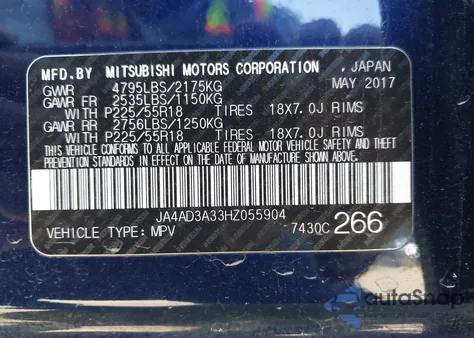 MFD.BY MITSUBISHI MOTORS CORPORATION , JAPAN
GVWR 4795LBS/2175KG MAY 2017
GAWR FR 2535LBS/1150KG
WITH P225/55R18 TIRES 18X7.0J RIMS
GAWR RR 2756LBS/1250KG
WITH P225/55R18 TIRES 18X7.0J RIMS
THIS VEHICLE CONFORMS TO ALL APPLICABLE FEDERAL MOTOR VEHICLE SAFETY, AND THEFT
PREVENTION STANDARDS IN EFFECT ON THE DATE OF MANUFACTURE SHOWN ABOVE.
JA4AD3A33HZ055904
VEHICLE TYPE: MPV 7430C 266
autoSnap